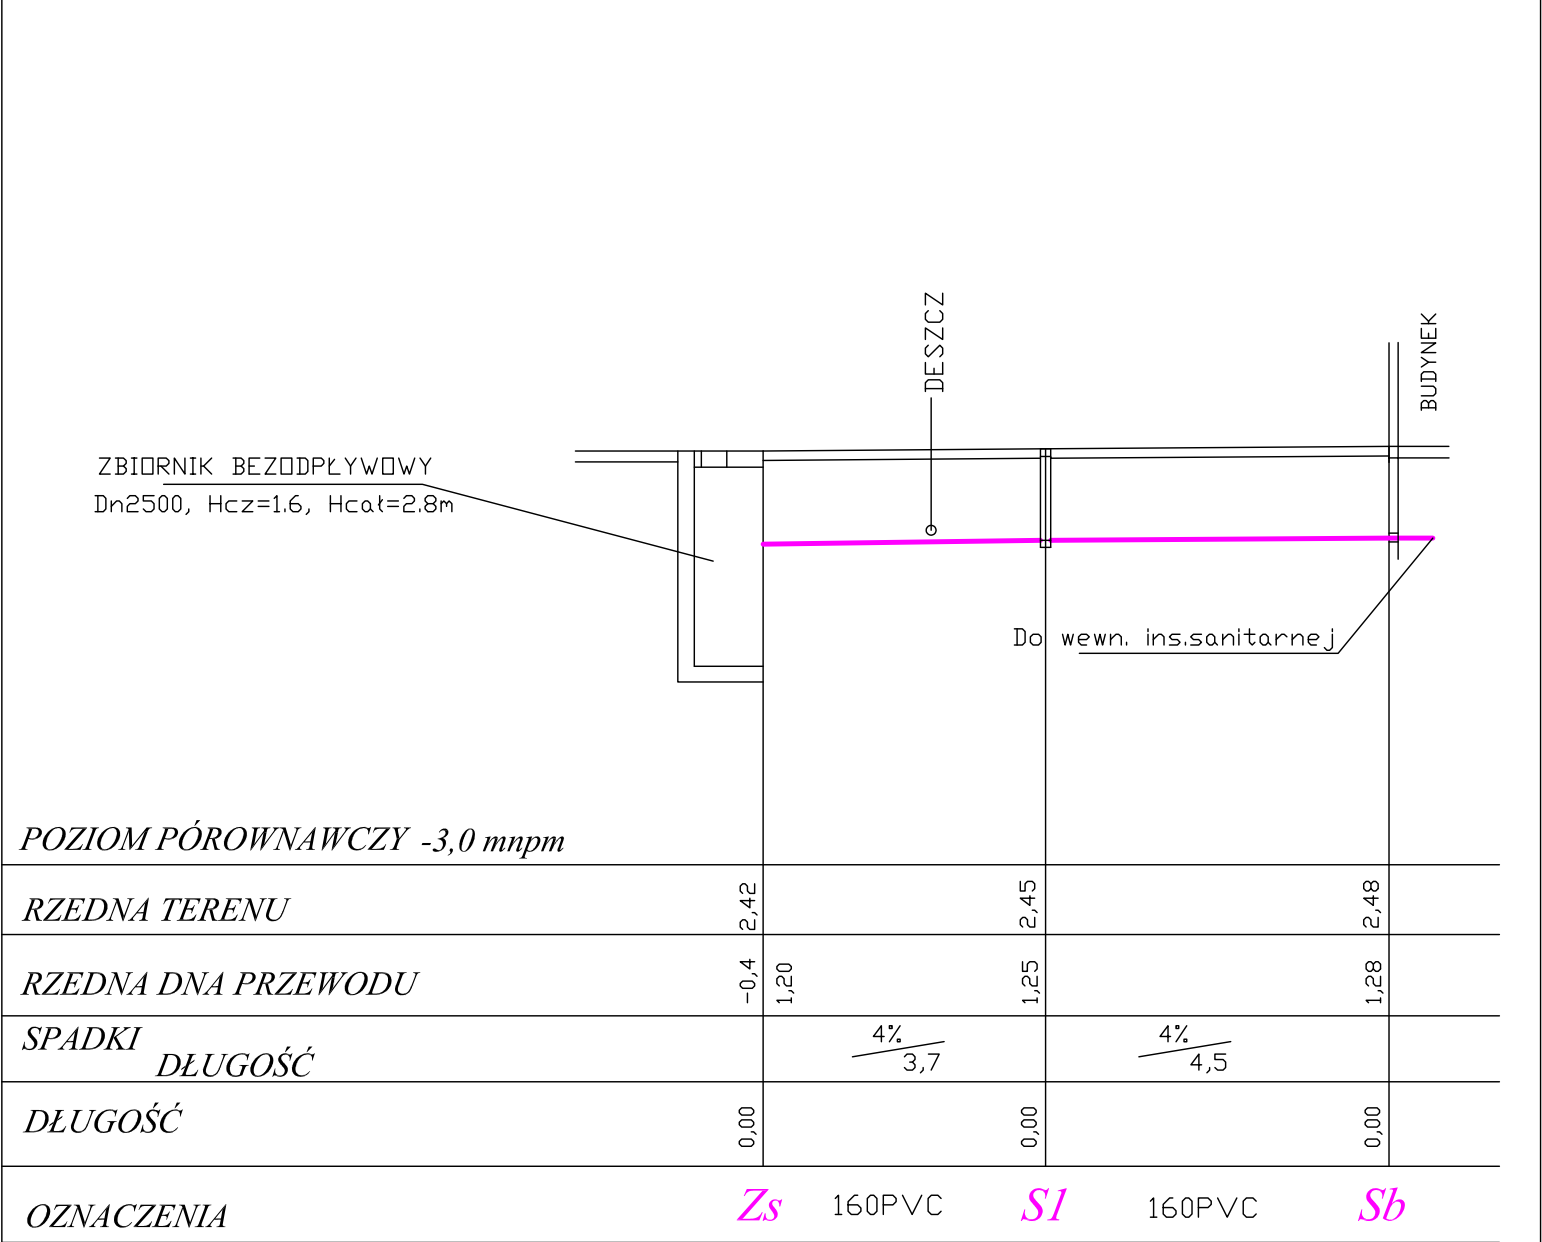 DESZCZ
BUDYNEK
ZBIORNIK BEZODPŁYWOWY
Dn2500, Hcz=1.6, Hcał=2.8m
Do wewn. ins.sanitarnej
POZIOM PÓROWNAWCZY -3,0 mnpm
RZEDNA TERENU 2,42 2,45 2,48
RZEDNA DNA PRZEWODU -0,4 1,20 1,25 1,28
SPADKI 4% 4%
DŁUGOŚĆ 3,7 4,5
DŁUGOŚĆ 0,00 0,00 0,00
OZNACZENIA Zs 160PVC S1 160PVC Sb